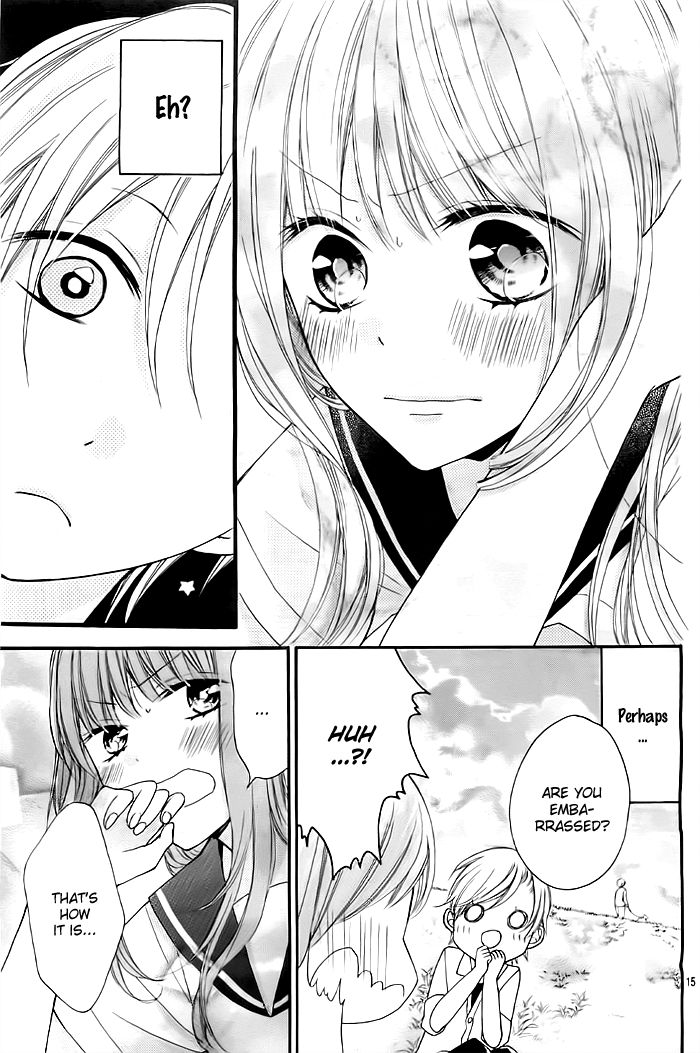 Eh?
Perhaps
...
ARE YOU
EMBA-
RRASSED?
HUH
...?!
...
THAT'S
HOW
IT IS...
15